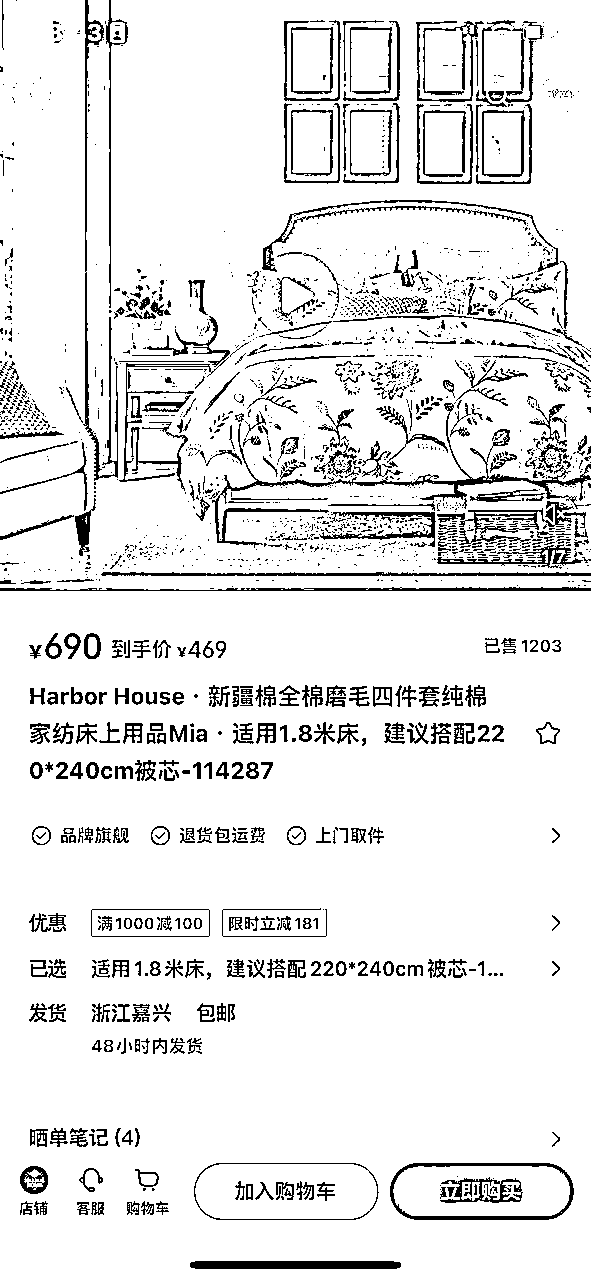 1/7
¥690 到手价 ¥469
已售1203
Harbor House · 新疆棉全棉磨毛四件套纯棉
家纺床上用品Mia · 适用1.8米床，建议搭配22
0*240cm被芯-114287
品牌旗舰 退货包运费 上门取件
优惠 满1000减100 限时立减181
已选 适用1.8米床，建议搭配220*240cm被芯-1...
发货 浙江嘉兴 包邮
48小时内发货
晒单笔记 (4)
店铺 客服 购物车 加入购物车 立即购买